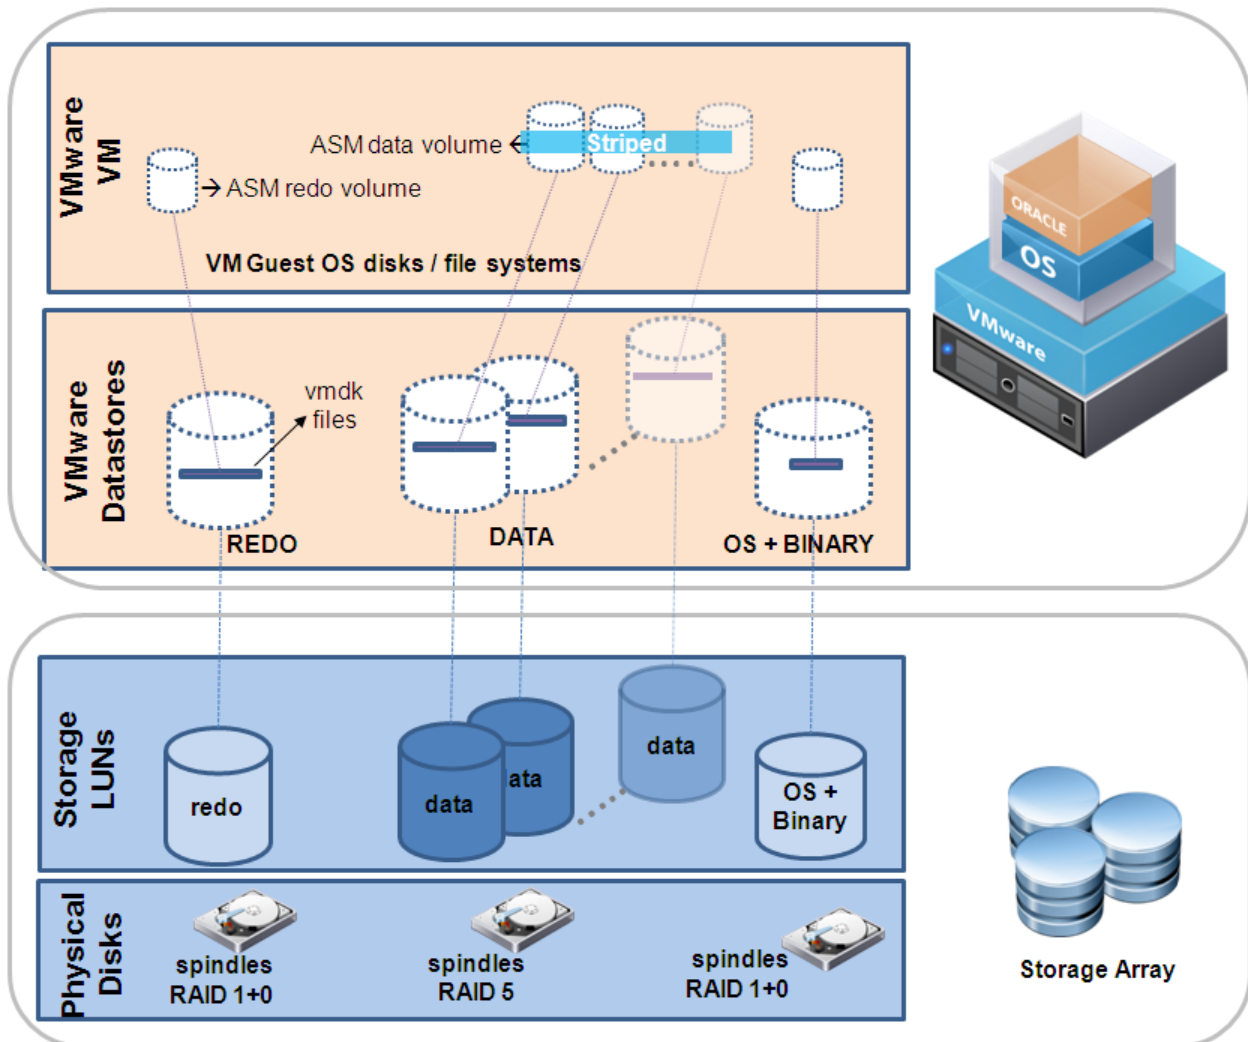 VMware
VM
ASM data volume
Striped
ASM redo volume
VM Guest OS disks / file systems
ORACLE
OS
VMware
VMware
Datastores
vmdk
files
REDO
DATA
OS + BINARY
Storage
LUNs
redo
data
data
data
OS +
Binary
Physical
Disks
spindles
RAID 1+0
spindles
RAID 5
spindles
RAID 1+0
Storage Array